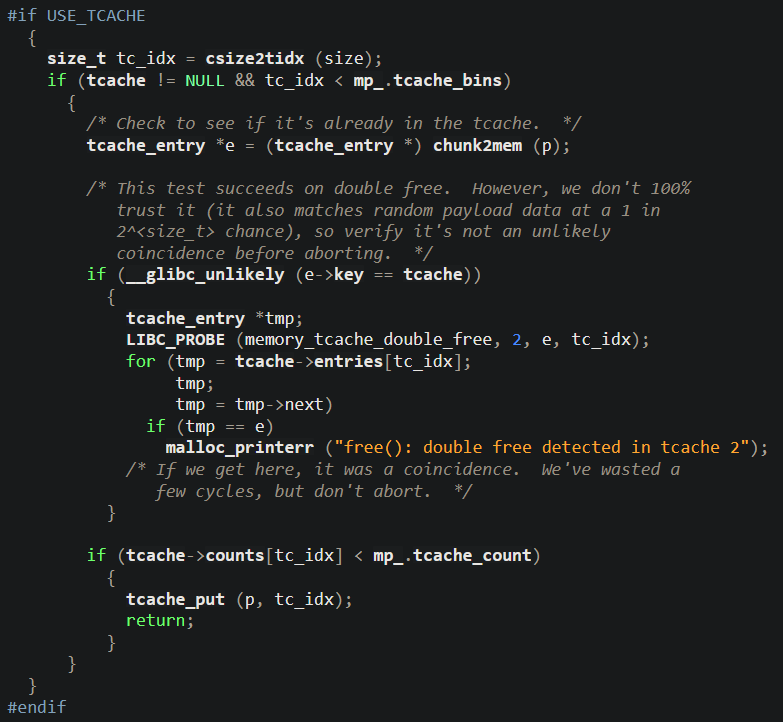 #if USE_TCACHE
  {
    size_t tc_idx = csize2tidx (size);
    if (tcache != NULL && tc_idx < mp_.tcache_bins)
      {
        /* Check to see if it's already in the tcache.  */
        tcache_entry *e = (tcache_entry *) chunk2mem (p);

        /* This test succeeds on double free.  However, we don't 100%
           trust it (it also matches random payload data at a 1 in
           2^<size_t> chance), so verify it's not an unlikely
           coincidence before aborting.  */
        if (__glibc_unlikely (e->key == tcache))
          {
            tcache_entry *tmp;
            LIBC_PROBE (memory_tcache_double_free, 2, e, tc_idx);
            for (tmp = tcache->entries[tc_idx];
                 tmp;
                 tmp = tmp->next)
              if (tmp == e)
                malloc_printerr ("free(): double free detected in tcache 2");
            /* If we get here, it was a coincidence.  We've wasted a
               few cycles, but don't abort.  */
          }

        if (tcache->counts[tc_idx] < mp_.tcache_count)
          {
            tcache_put (p, tc_idx);
            return;
          }
      }
  }
#endif